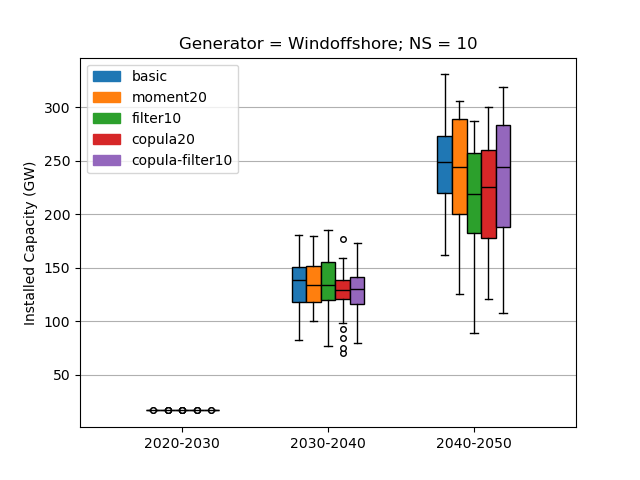 Generator = Windoffshore; NS = 10
basic
moment20
filter10
copula20
copula-filter10
Installed Capacity (GW)
300
250
200
150
100
50
2020-2030
2030-2040
2040-2050